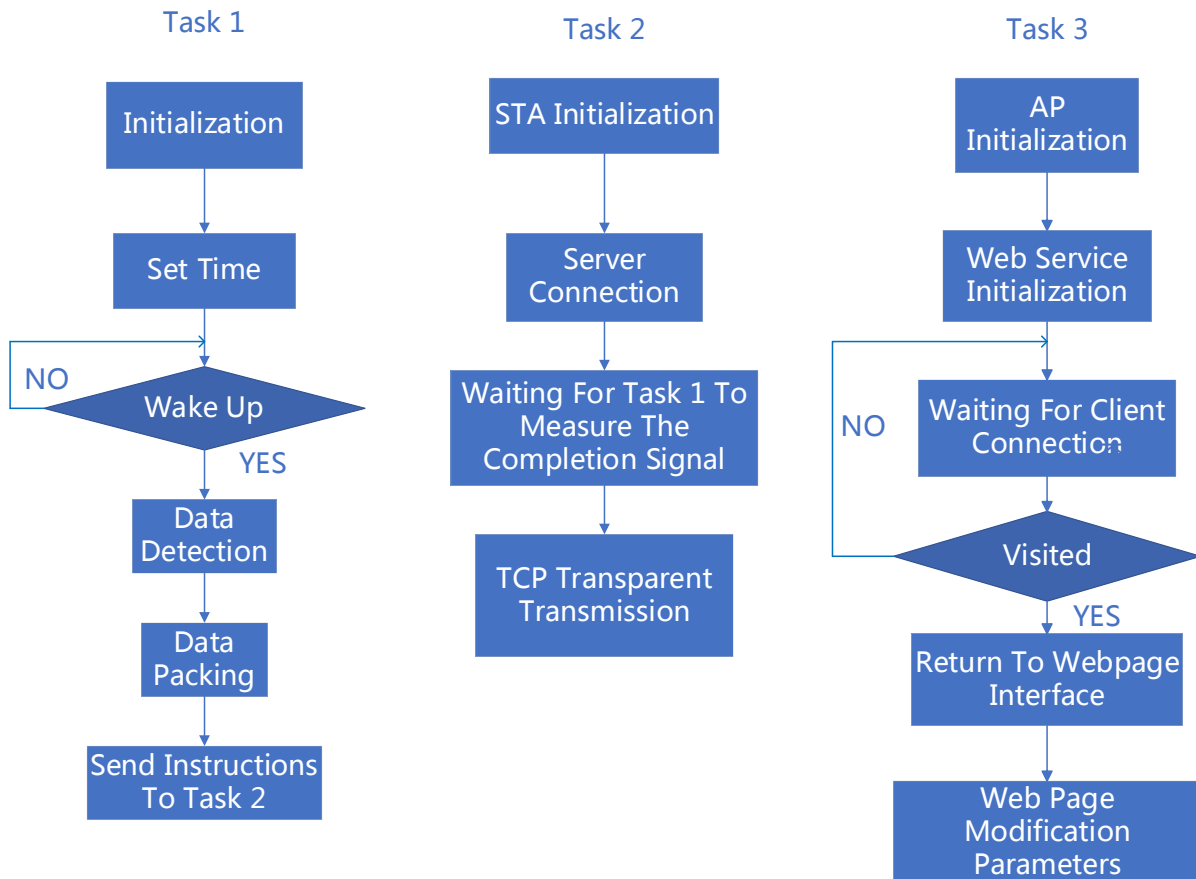 Task 1
Initialization
Set Time
NO
Wake Up
YES
Data
Detection
Data
Packing
Send Instructions
To Task 2
Task 2
STA Initialization
Server
Connection
Waiting For Task 1 To
Measure The
Completion Signal
TCP Transparent
Transmission
Task 3
AP
Initialization
Web Service
Initialization
NO
Waiting For Client
Connection
Visited
YES
Return To Webpage
Interface
Web Page
Modification
Parameters